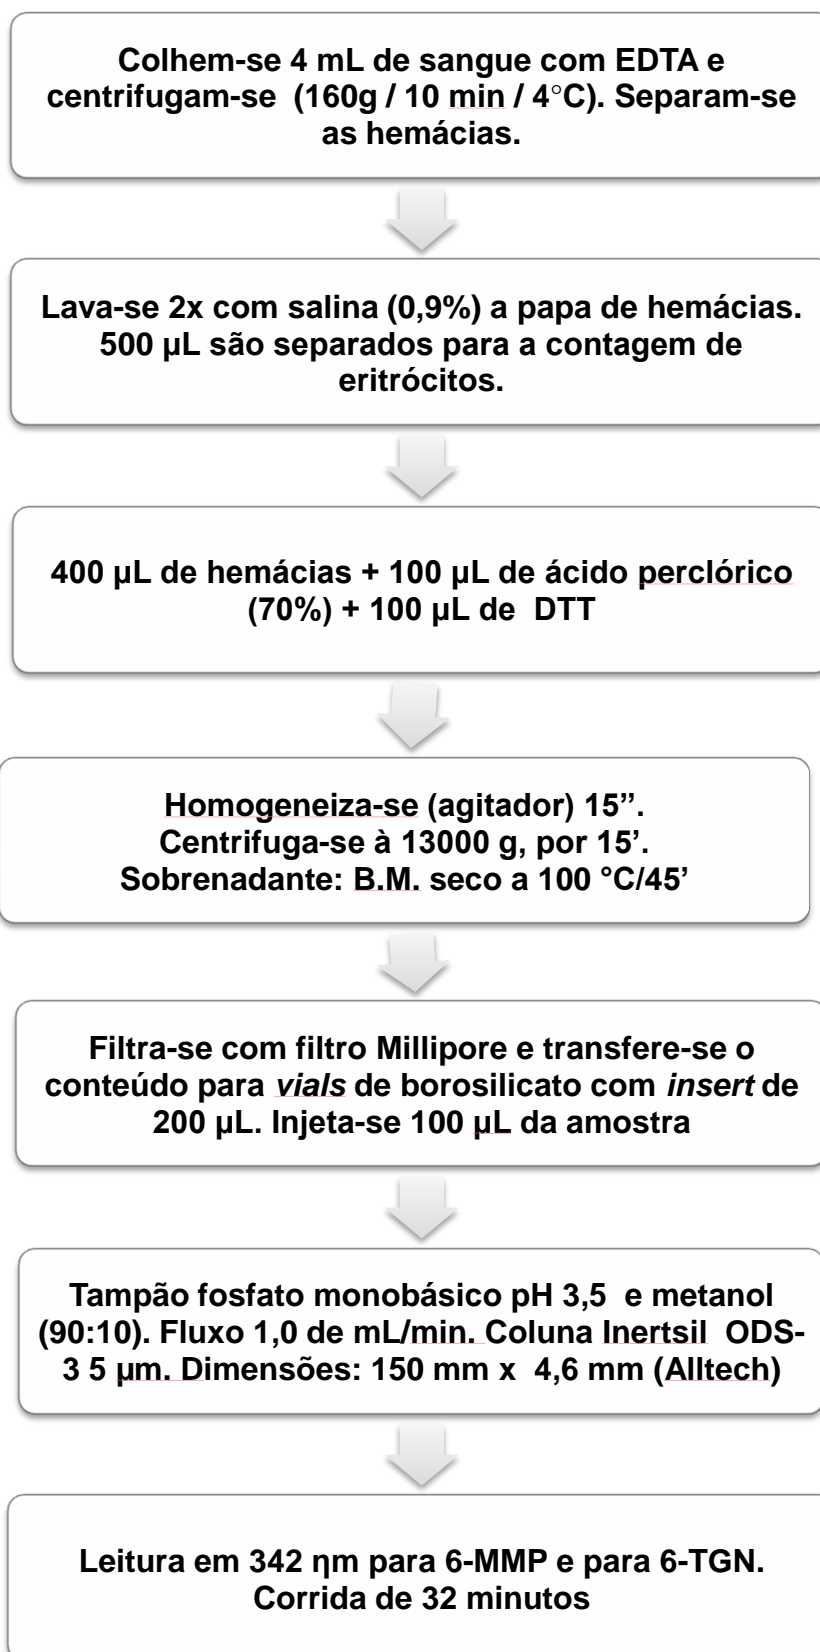 Colhem-se 4 mL de sangue com EDTA e
centrifugam-se (160g / 10 min / 4°C). Separam-se
as hemácias.
Lava-se 2x com salina (0,9%) a papa de hemácias.
500 µL são separados para a contagem de
eritrócitos.
400 µL de hemácias + 100 µL de ácido perclórico
(70%) + 100 µL de DTT
Homogeneiza-se (agitador) 15”.
Centrifuga-se à 13000 g, por 15’.
Sobrenadante: B.M. seco a 100 °C/45’
Filtra-se com filtro Millipore e transfere-se o
conteúdo para vials de borosilicato com insert de
200 µL. Injeta-se 100 µL da amostra
Tampão fosfato monobásico pH 3,5 e metanol
(90:10). Fluxo 1,0 de mL/min. Coluna Inertsil ODS-
3 5 µm. Dimensões: 150 mm x 4,6 mm (Alltech)
Leitura em 342 ηm para 6-MMP e para 6-TGN.
Corrida de 32 minutos